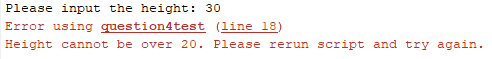 Please input the height: 30
Error using question4test (line 18)
Height cannot be over 20. Please rerun script and try again.